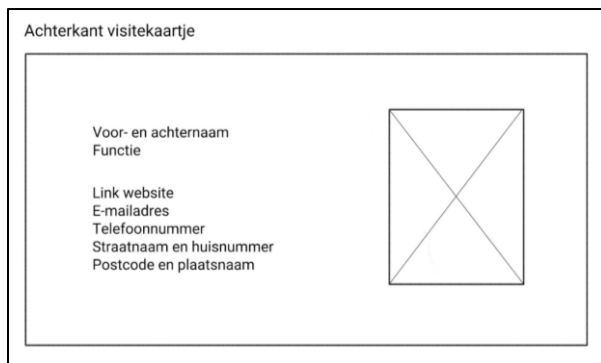 Achterkant visitekaartje
Voor- en achternaam
Functie
Link website
E-mailadres
Telefoonnummer
Straatnaam en huisnummer
Postcode en plaatsnaam